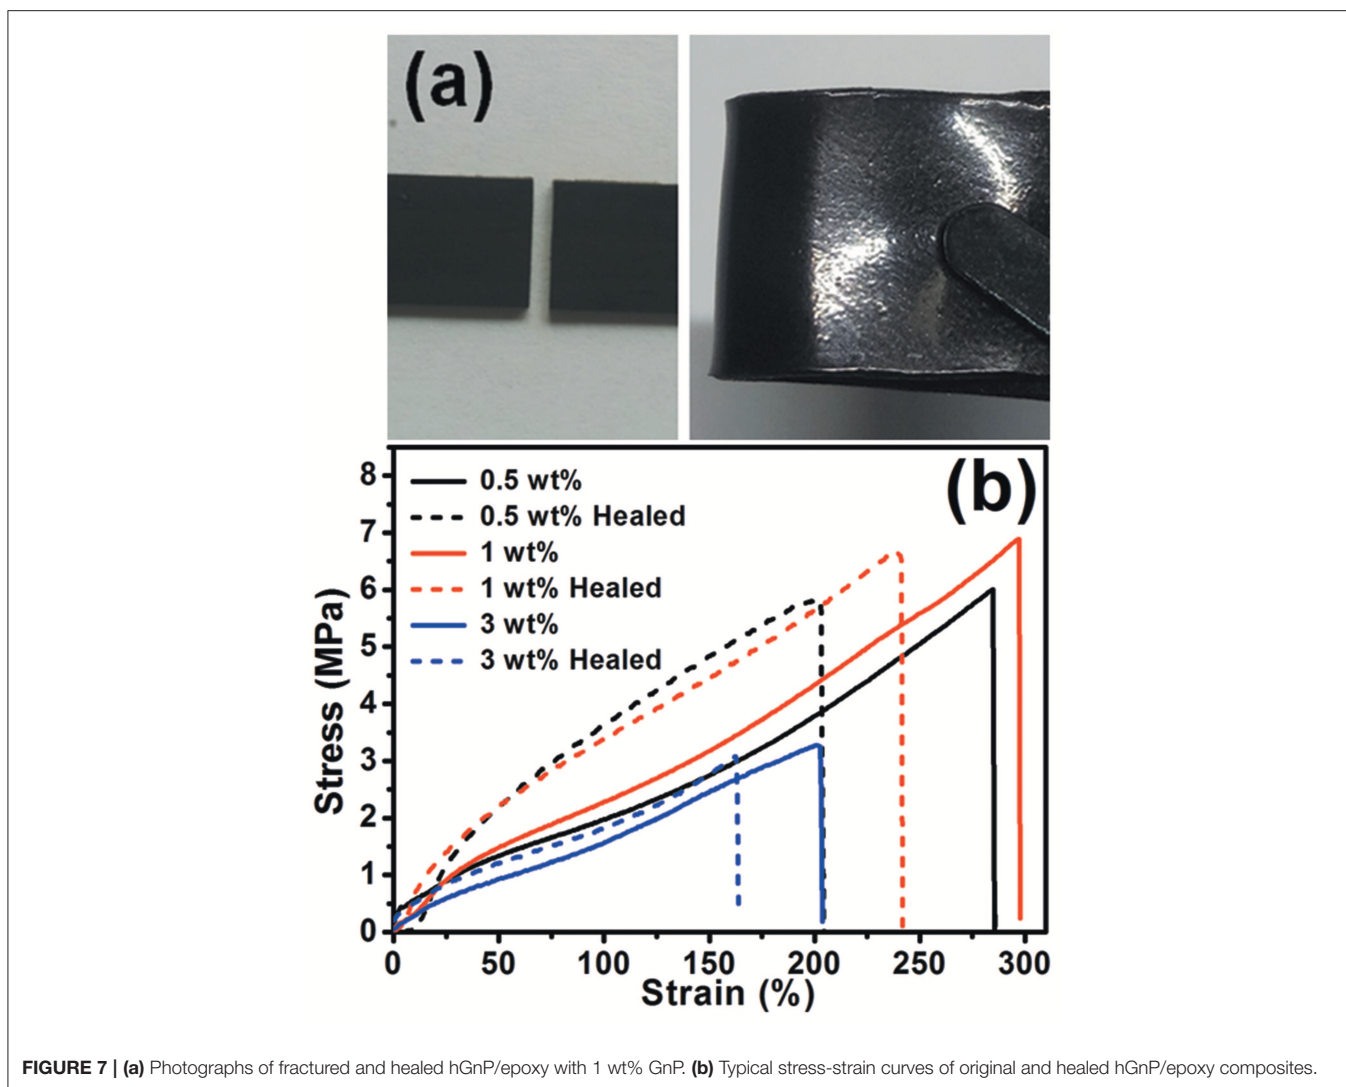 (a)
(b)
0.5 wt%
0.5 wt% Healed
1 wt%
1 wt% Healed
3 wt%
3 wt% Healed
Stress (MPa)
8
7
6
5
4
3
2
1
0
0 50 100 150 200 250 300
Strain (%)
FIGURE 7 | (a) Photographs of fractured and healed hGnP/epoxy with 1 wt% GnP. (b) Typical stress-strain curves of original and healed hGnP/epoxy composites.